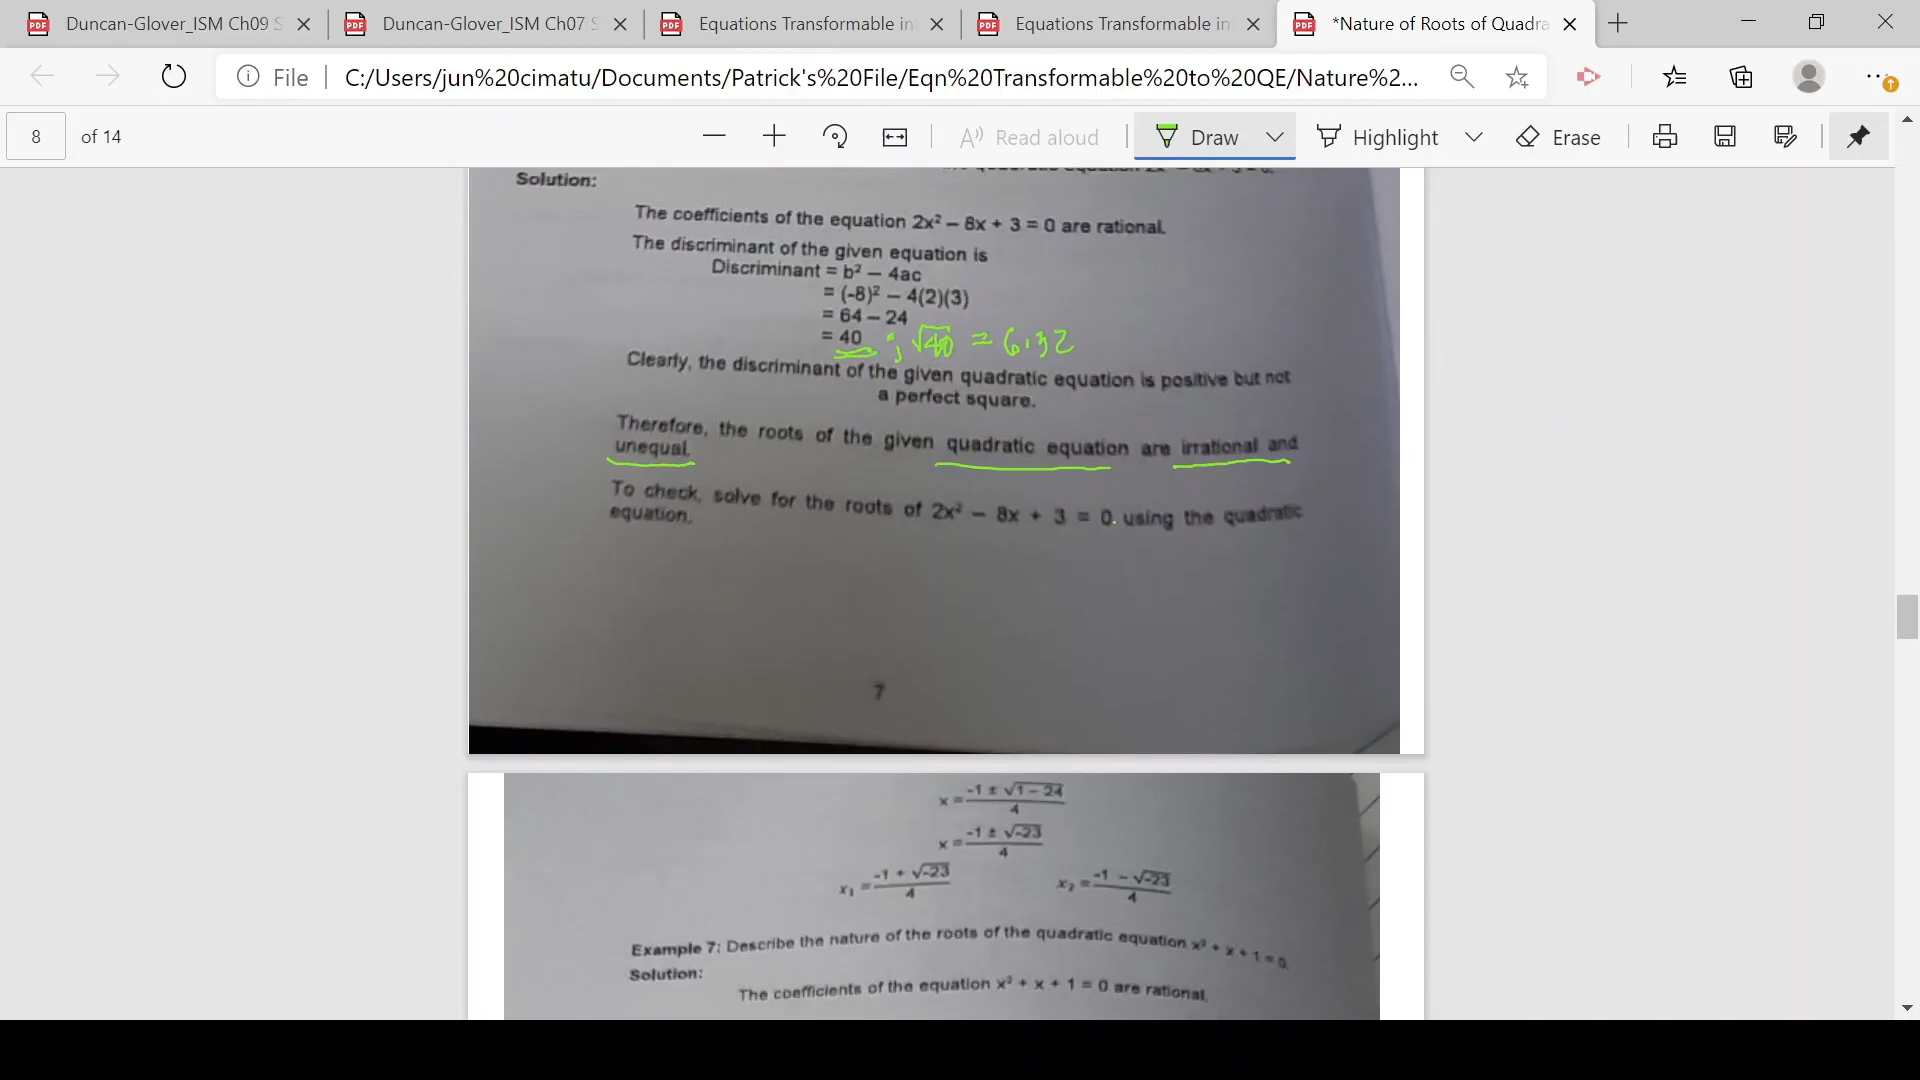 Duncan-Glover_ISM Ch09 S
Duncan-Glover_ISM Ch07 S
Equations Transformable in
Equations Transformable in
*Nature of Roots of Quadra
File
C:/Users/jun%20cimatu/Documents/Patrick's%20File/Eqn%20Transformable%20to%20QE/Nature%2...
8 of 14
Read aloud
Draw
Highlight
Erase
Solution:
The coefficients of the equation 2x² – 8x + 3 = 0 are rational.
The discriminant of the given equation is
Discriminant = b² – 4ac
= (-8)² – 4(2)(3)
= 64 – 24
= 40 ; √40 = 6.32
Clearly, the discriminant of the given quadratic equation is positive but not
a perfect square.
Therefore, the roots of the given quadratic equation are irrational and
unequal.
To check, solve for the roots of 2x² – 8x + 3 = 0. using the quadratic
equation.
7
x = -1 ± √1 – 24 / 4
x = -1 ± √-23 / 4
x₁ = -1 + √-23 / 4 x₂ = -1 – √-23 / 4
Example 7: Describe the nature of the roots of the quadratic equation x² + x + 1 = 0.
Solution:
The coefficients of the equation x² + x + 1 = 0 are rational.